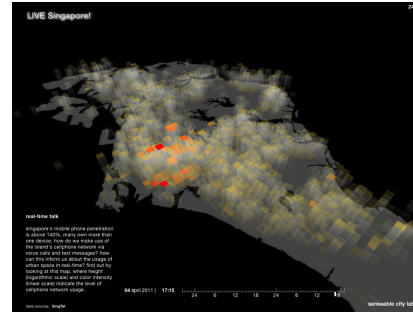 LIVE Singapore!
24
real-time talk
singapore's mobile phone penetration
is above 140%. many own more than
one device. how do we make use of
the island's cellphone network via
voice calls and text messages? how
can this inform us about the usage of
urban space in real-time? find out by
looking at this map, where height
(logarithmic scale) and color intensity
(linear scale) indicate the level of
cellphone network usage.
04 april 2011 | 17:15
24 6 12 18 24 6 12 18
data sources SingTel
senseable city lab